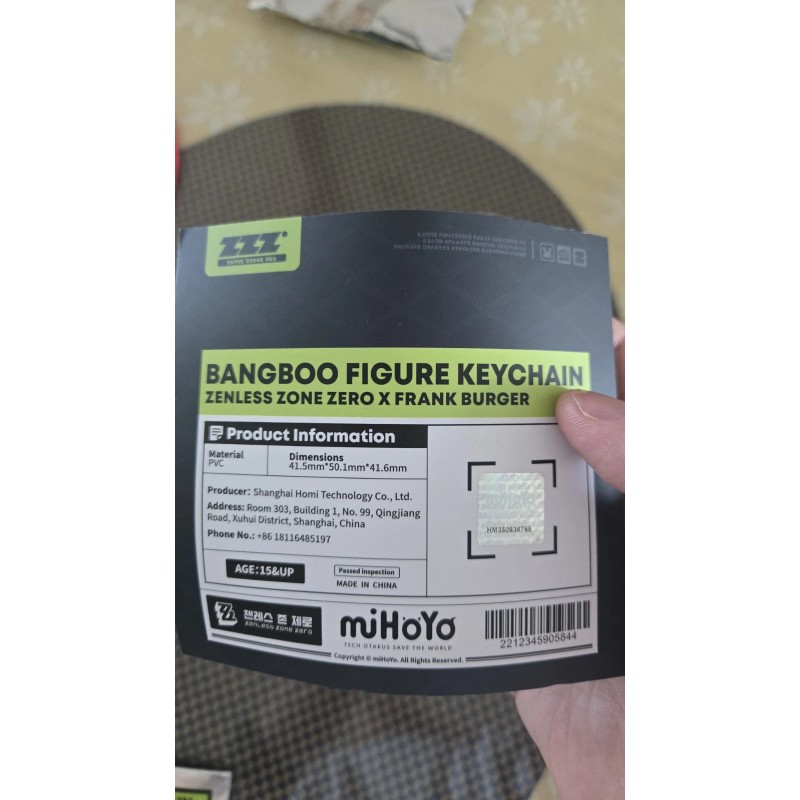 ZZZ
BANGBOO FIGURE KEYCHAIN
ZENLESS ZONE ZERO X FRANK BURGER
Product Information
Material
PVC
Dimensions
41.5mm*50.1mm*41.6mm
Producer: Shanghai Homi Technology Co., Ltd.
Address: Room 303, Building 1, No. 99, Qingjiang
Road, Xuhui District, Shanghai, China
Phone No.: +86 18116485197
AGE:15&UP
Passed inspection
MADE IN CHINA
젠레스 존 제로
ZENLESS ZONE ZERO
miHoYo
TECH OTAKUS SAVE THE WORLD
2212345905844
Copyright © miHoYo. All Rights Reserved.